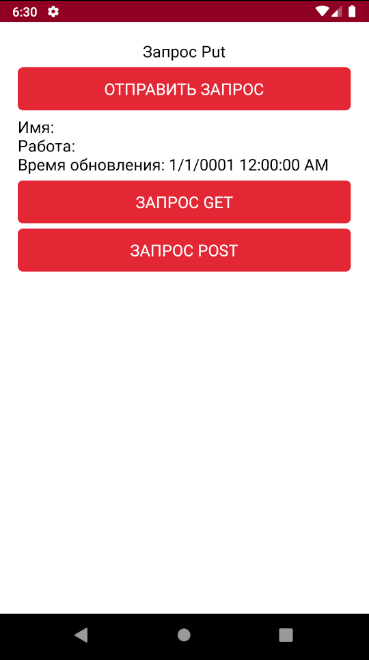 6:30
Запрос Put
ОТПРАВИТЬ ЗАПРОС
Имя:
Работа:
Время обновления: 1/1/0001 12:00:00 AM
ЗАПРОС GET
ЗАПРОС POST